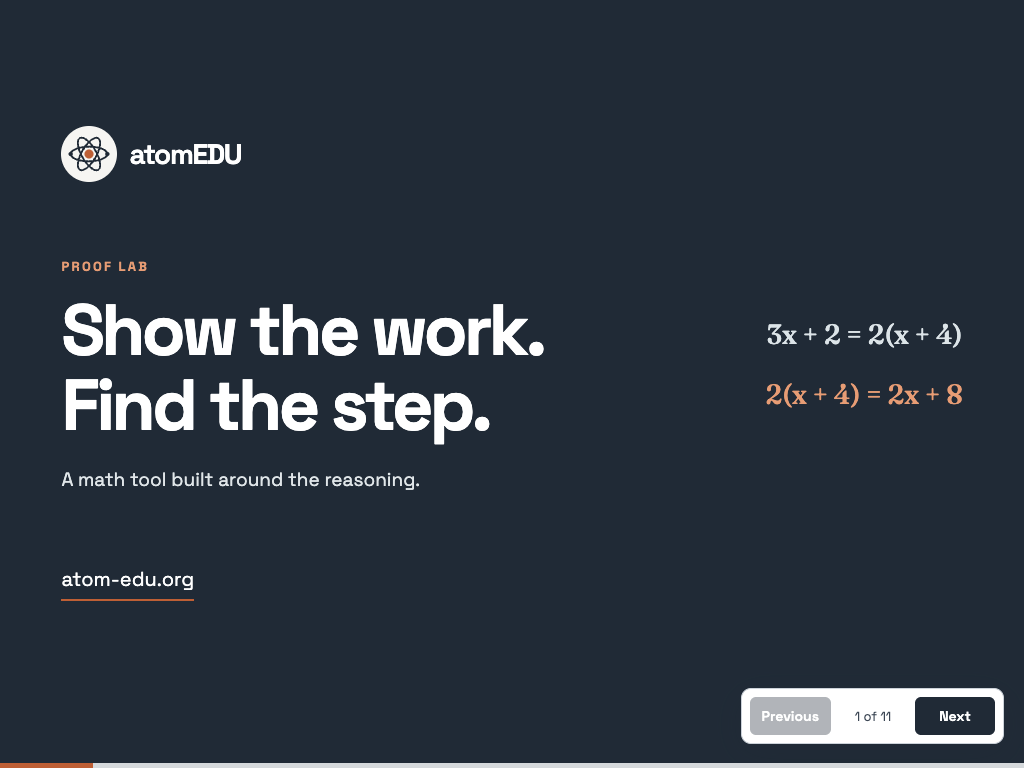 atomEDU
PROOF LAB
Show the work.
Find the step.
A math tool built around the reasoning.
atom-edu.org
3x + 2 = 2(x + 4)
2(x + 4) = 2x + 8
Previous
1 of 11
Next